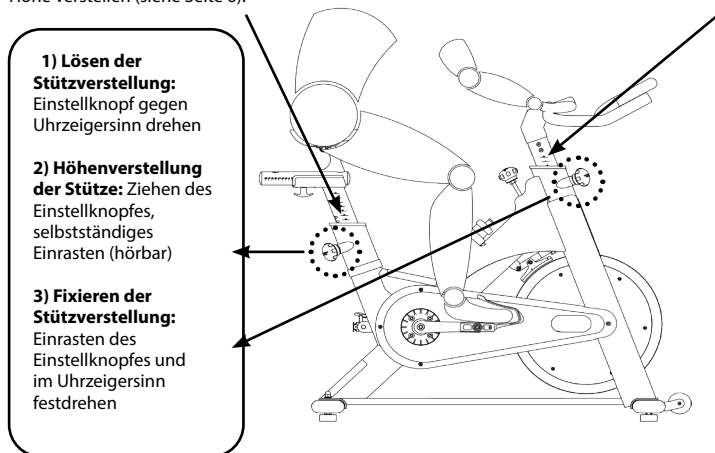 Höhe verstellen (siehe Seite 6).
1) Lösen der
Stützverstellung:
Einstellknopf gegen
Uhrzeigersinn drehen
2) Höhenverstellung
der Stütze: Ziehen des
Einstellknopfes,
selbstständiges
Einrasten (hörbar)
3) Fixieren der
Stützverstellung:
Einrasten des
Einstellknopfes und
im Uhrzeigersinn
festdrehen